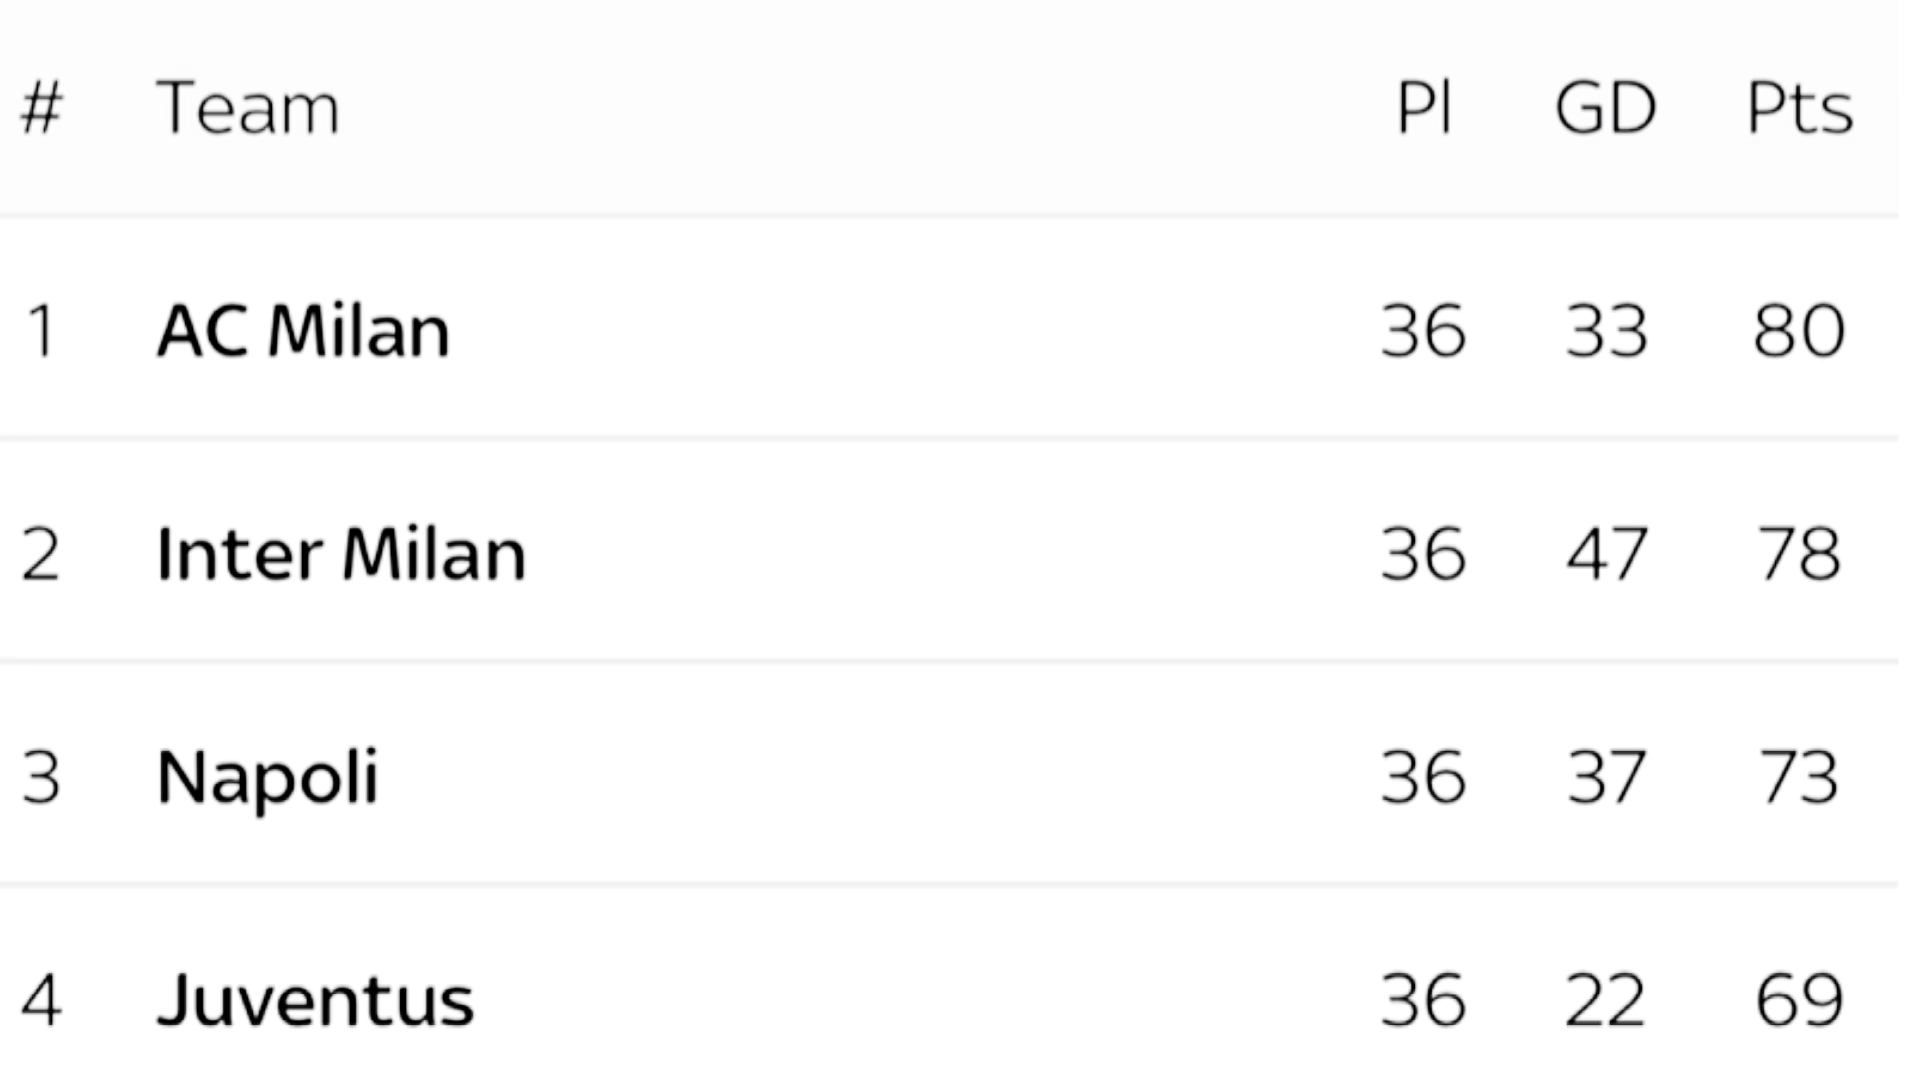 # Team Pl GD Pts
1 AC Milan 36 33 80
2 Inter Milan 36 47 78
3 Napoli 36 37 73
4 Juventus 36 22 69